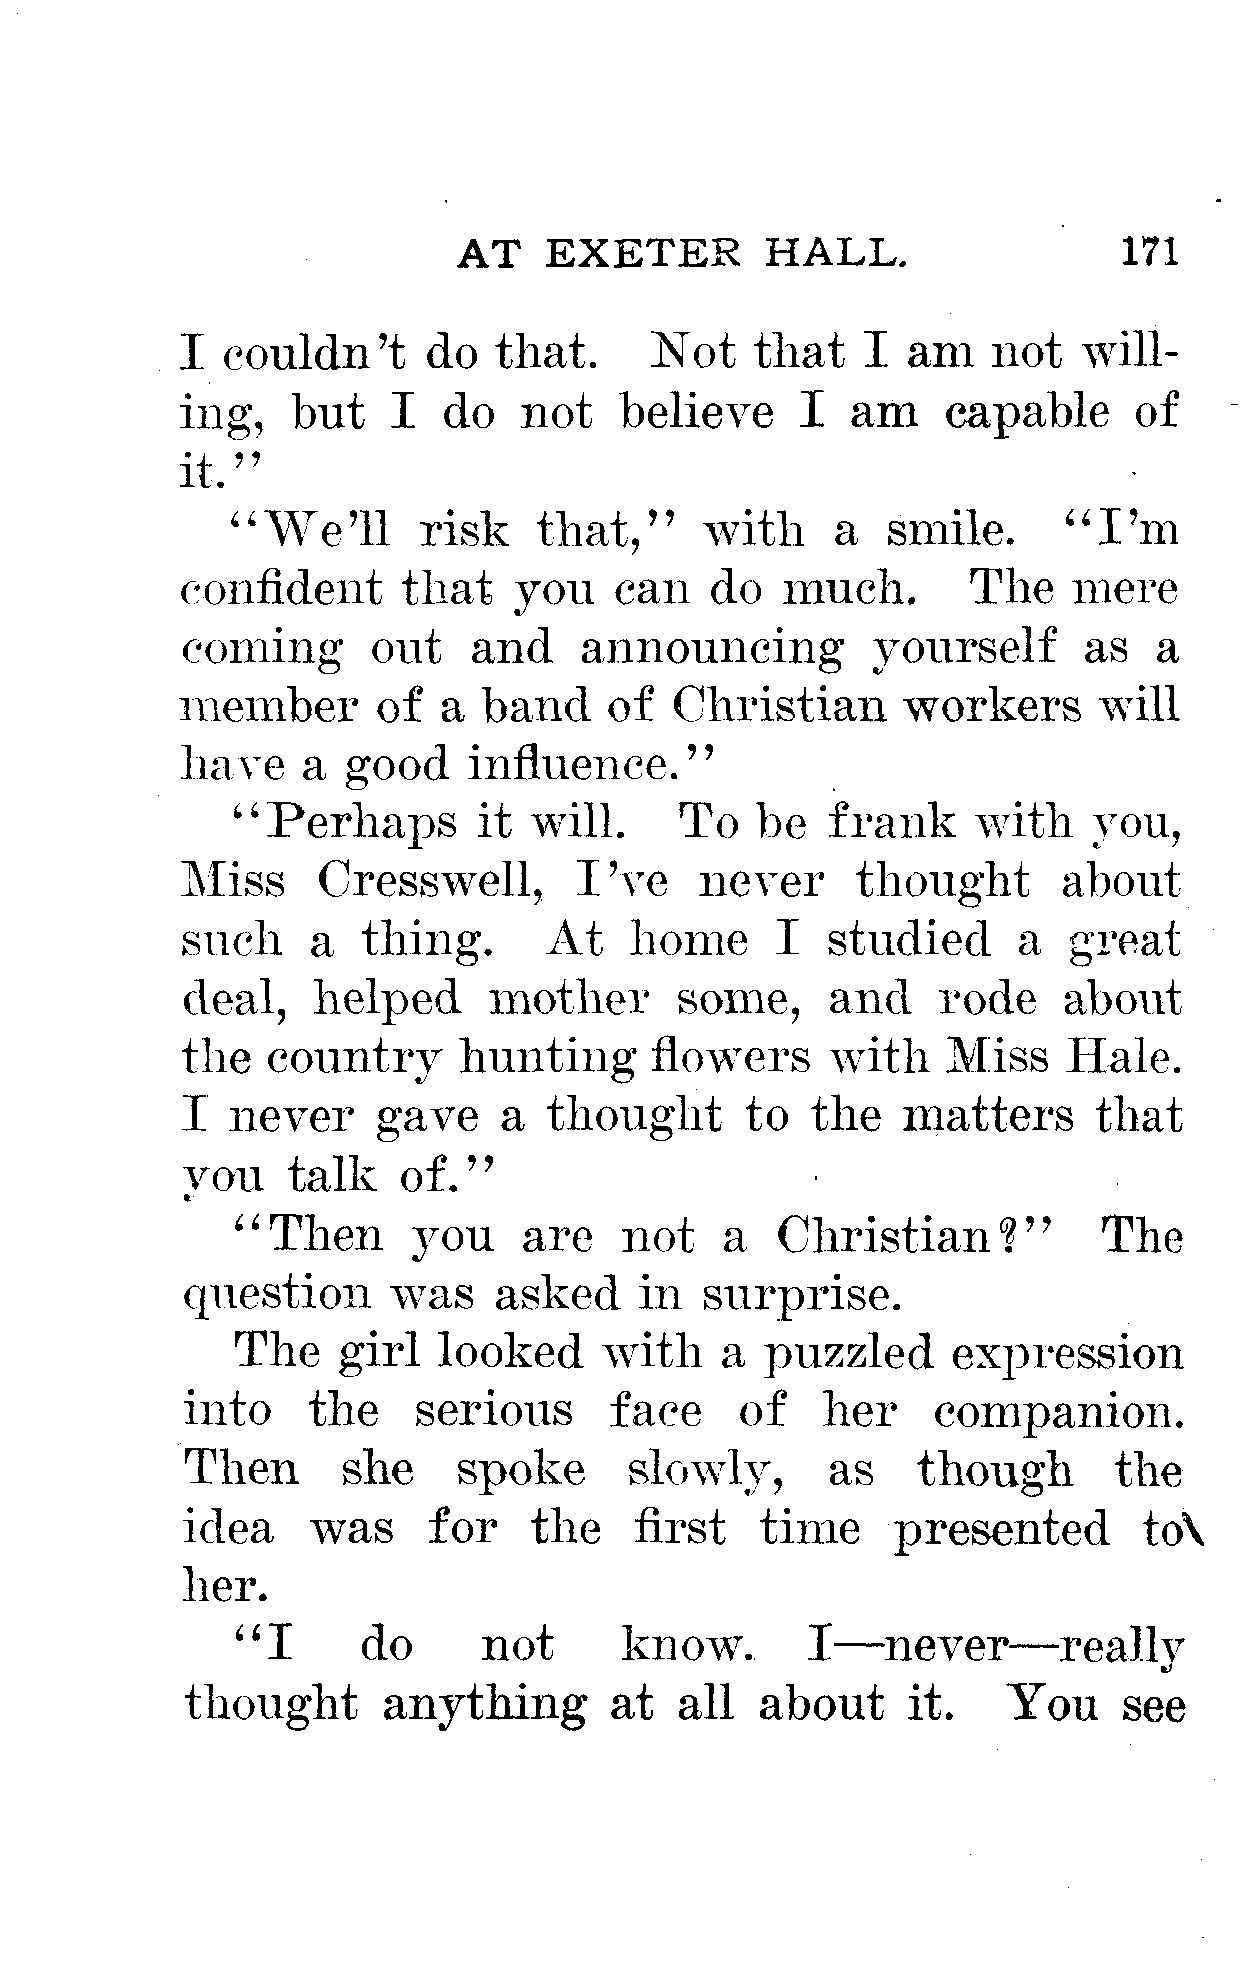 AT EXETER HALL. 171
I couldn't do that. Not that I am not will-
ing, but I do not believe I am capable of
it."
"We'll risk that," with a smile. "I'm
confident that you can do much. The mere
coming out and announcing yourself as a
member of a band of Christian workers will
have a good influence."
"Perhaps it will. To be frank with you,
Miss Cresswell, I've never thought about
such a thing. At home I studied a great
deal, helped mother some, and rode about
the country hunting flowers with Miss Hale.
I never gave a thought to the matters that
you talk of."
"Then you are not a Christian?" The
question was asked in surprise.
The girl looked with a puzzled expression
into the serious face of her companion.
Then she spoke slowly, as though the
idea was for the first time presented to
her.
"I do not know. I—never—really
thought anything at all about it. You see